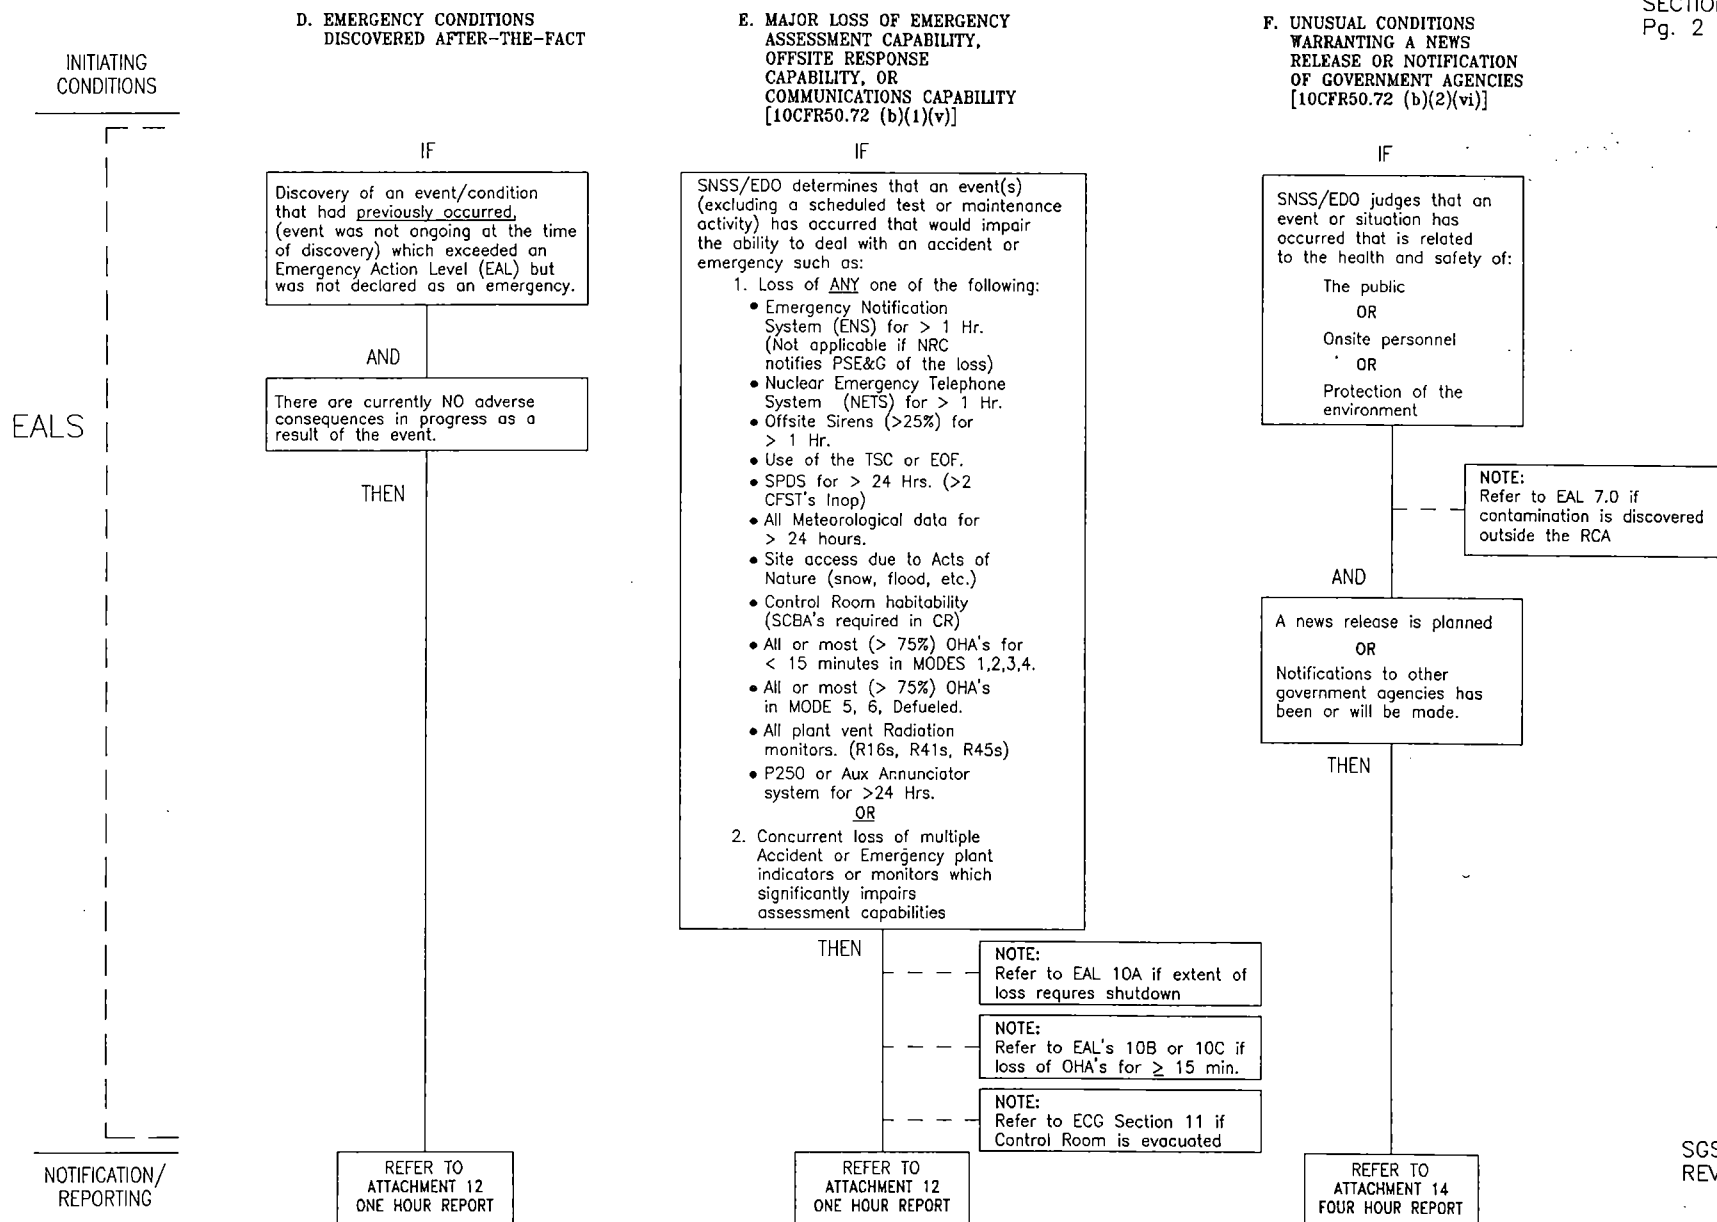 SECTION
Pg. 2
INITIATING
CONDITIONS
EALS
D. EMERGENCY CONDITIONS
DISCOVERED AFTER-THE-FACT
IF
Discovery of an event/condition
that had previously occurred,
(event was not ongoing at the time
of discovery) which exceeded an
Emergency Action Level (EAL) but
was not declared as an emergency.
AND
There are currently NO adverse
consequences in progress as a
result of the event.
THEN
E. MAJOR LOSS OF EMERGENCY
ASSESSMENT CAPABILITY,
OFFSITE RESPONSE
CAPABILITY, OR
COMMUNICATIONS CAPABILITY
[10CFR50.72 (b)(1)(v)]
IF
SNSS/EDO determines that an event(s)
(excluding a scheduled test or maintenance
activity) has occurred that would impair
the ability to deal with an accident or
emergency such as:
1. Loss of ANY one of the following:
• Emergency Notification
System (ENS) for > 1 Hr.
(Not applicable if NRC
notifies PSE&G of the loss)
• Nuclear Emergency Telephone
System (NETS) for > 1 Hr.
• Offsite Sirens (>25%) for
> 1 Hr.
• Use of the TSC or EOF.
• SPDS for > 24 Hrs. (>2
CFST's Inop)
• All Meteorological data for
> 24 hours.
• Site access due to Acts of
Nature (snow, flood, etc.)
• Control Room habitability
(SCBA's required in CR)
• All or most (> 75%) OHA's for
< 15 minutes in MODES 1,2,3,4.
• All or most (> 75%) OHA's
in MODE 5, 6, Defueled.
• All plant vent Radiation
monitors. (R16s, R41s, R45s)
• P250 or Aux Annunciator
system for >24 Hrs.
OR
2. Concurrent loss of multiple
Accident or Emergency plant
indicators or monitors which
significantly impairs
assessment capabilities
THEN
NOTE:
Refer to EAL 10A if extent of
loss requres shutdown
NOTE:
Refer to EAL's 10B or 10C if
loss of OHA's for ≥ 15 min.
NOTE:
Refer to ECG Section 11 if
Control Room is evacuated
F. UNUSUAL CONDITIONS
WARRANTING A NEWS
RELEASE OR NOTIFICATION
OF GOVERNMENT AGENCIES
[10CFR50.72 (b)(2)(vi)]
IF
SNSS/EDO judges that an
event or situation has
occurred that is related
to the health and safety of:
The public
OR
Onsite personnel
OR
Protection of the
environment
NOTE:
Refer to EAL 7.0 if
contamination is discovered
outside the RCA
AND
A news release is planned
OR
Notifications to other
government agencies has
been or will be made.
THEN
NOTIFICATION/
REPORTING
REFER TO
ATTACHMENT 12
ONE HOUR REPORT
REFER TO
ATTACHMENT 12
ONE HOUR REPORT
REFER TO
ATTACHMENT 14
FOUR HOUR REPORT
SGS
REV